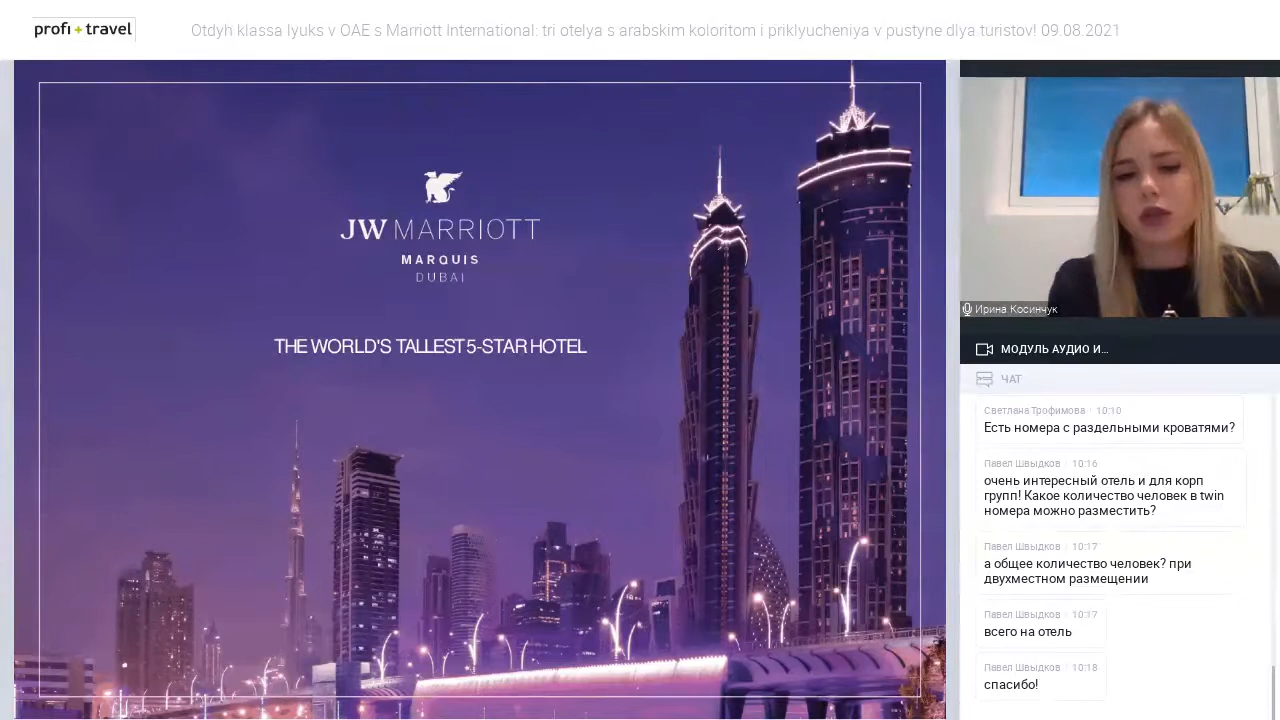 profi+travel
Otdyh klassa lyuks v OAE s Marriott International: tri otelya s arabskim koloritom i priklyucheniya v pustyne dlya turistov! 09.08.2021
JW MARRIOTT
MARQUIS
DUBAI
THE WORLD'S TALLEST 5-STAR HOTEL
Ирина Косинчук
МОДУЛЬ АУДИО И...
ЧАТ
Светлана Трофимова 10:10
Есть номера с раздельными кроватями?
Павел Швыдков 10:16
очень интересный отель и для корп
групп! Какое количество человек в twin
номера можно разместить?
Павел Швыдков 10:17
а общее количество человек? при
двухместном размещении
Павел Швыдков 10:17
всего на отель
Павел Швыдков 10:18
спасибо!